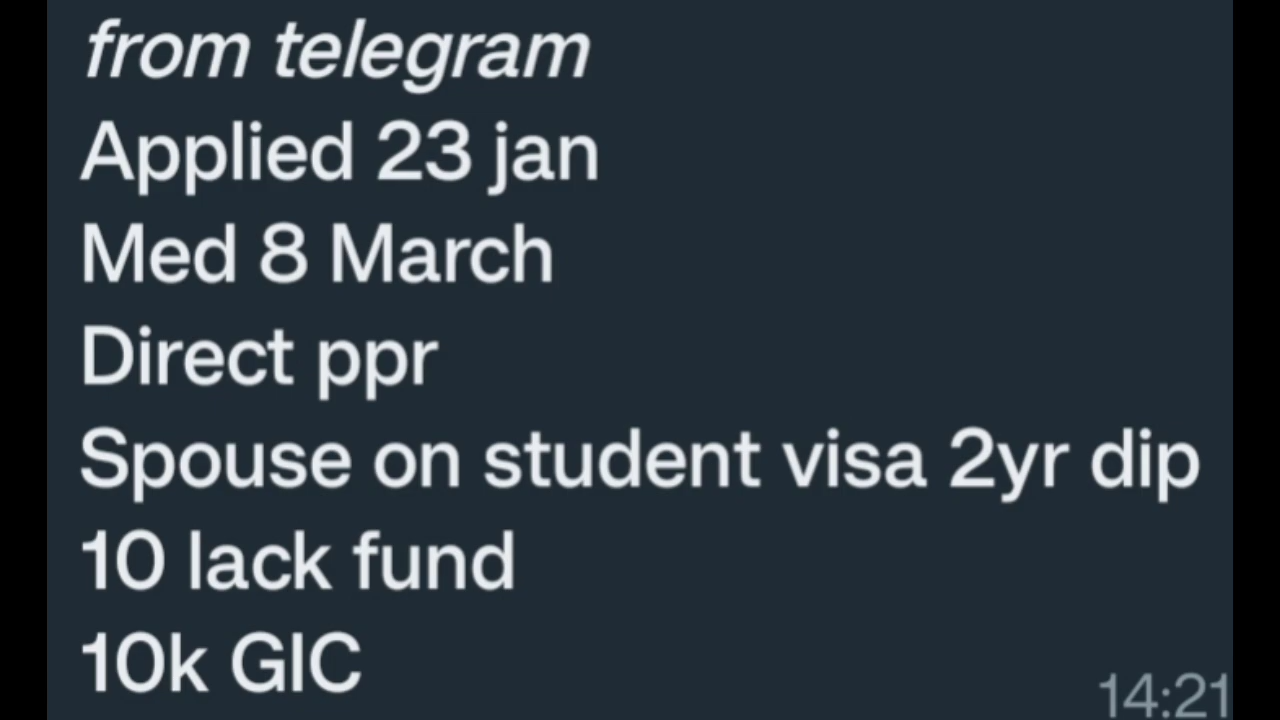 from telegram
Applied 23 jan
Med 8 March
Direct ppr
Spouse on student visa 2yr dip
10 lack fund
10k GIC
14:21